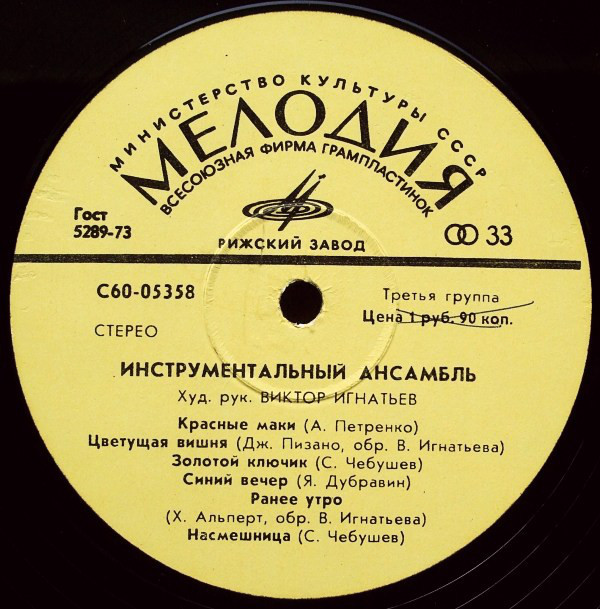 МИНИСТЕРСТВО КУЛЬТУРЫ СССР
МЕЛОДИЯ
ВСЕСОЮЗНАЯ ФИРМА ГРАМПЛАСТИНОК
Гост
5289-73
РИЖСКИЙ ЗАВОД
33
С60-05358
Третья группа
Цена 1 руб. 90 коп.
СТЕРЕО
ИНСТРУМЕНТАЛЬНЫЙ АНСАМБЛЬ
Худ. рук. ВИКТОР ИГНАТЬЕВ
Красные маки (А. Петренко)
Цветущая вишня (Дж. Пизано, обр. В. Игнатьева)
Золотой ключик (С. Чебушев)
Синий вечер (Я. Дубравин)
Ранее утро
(Х. Альперт, обр. В. Игнатьева)
Насмешница (С. Чебушев)